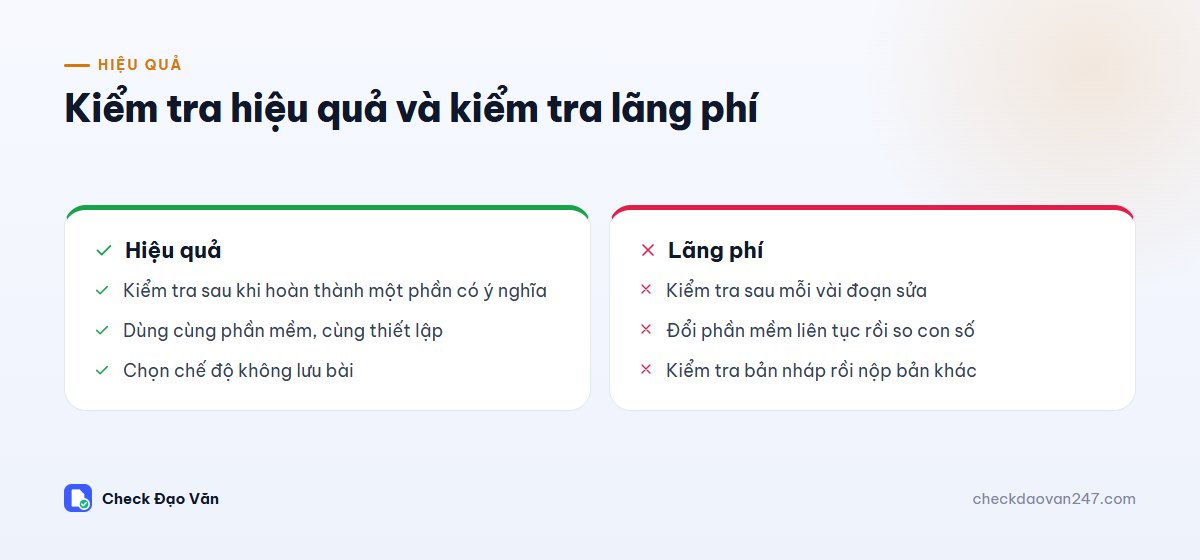 HIỆU QUẢ
Kiểm tra hiệu quả và kiểm tra lãng phí
Hiệu quả
Kiểm tra sau khi hoàn thành một phần có ý nghĩa
Dùng cùng phần mềm, cùng thiết lập
Chọn chế độ không lưu bài
Lãng phí
Kiểm tra sau mỗi vài đoạn sửa
Đổi phần mềm liên tục rồi so con số
Kiểm tra bản nháp rồi nộp bản khác
Check Đạo Văn
checkdaovan247.com